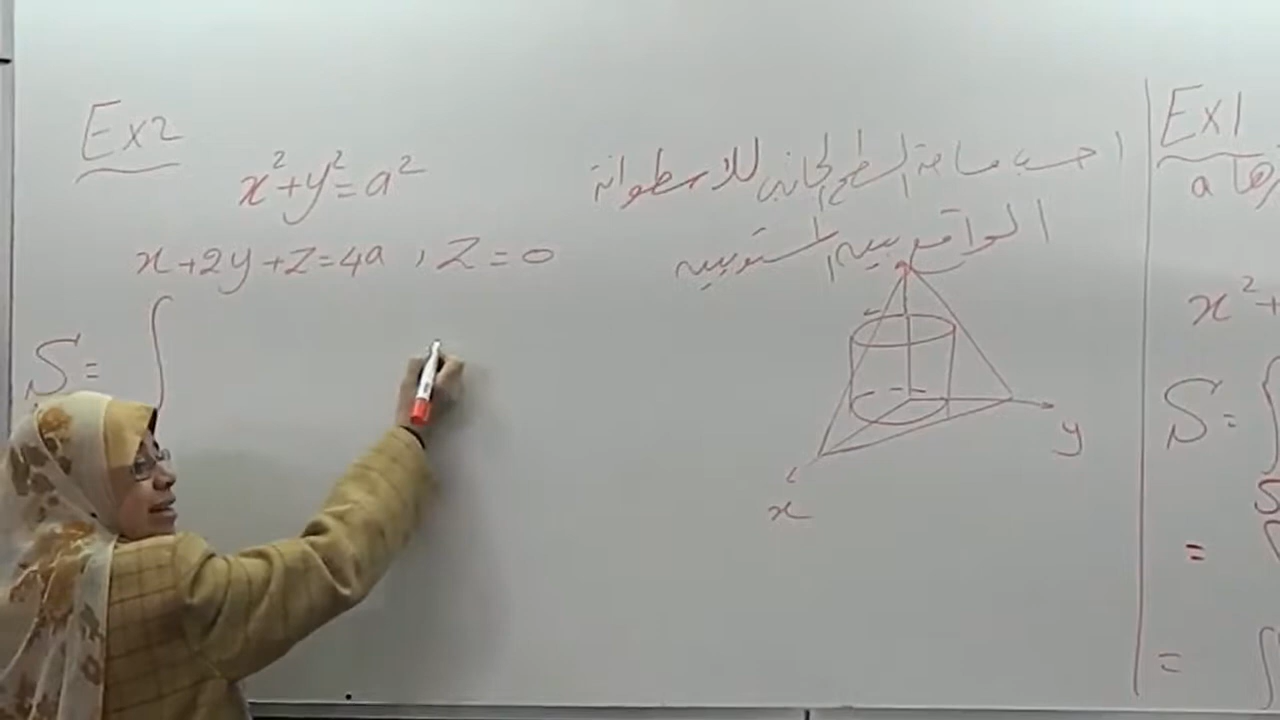 Ex2
x²+y²=a²
x+2y+Z=4a , Z=0
S= ∫
احسب مساحة السطح الجانبي للاسطوانة
الواقع بين المستويين
y
x
Ex1
a
x²+
S=
=
=